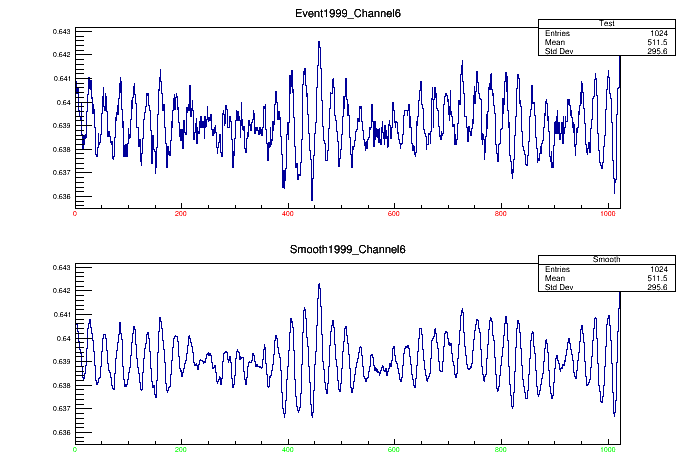 Event1999_Channel6
Test
Entries 1024
Mean 511.5
Std Dev 295.6
0.643
0.642
0.641
0.64
0.639
0.638
0.637
0.636
0 200 400 600 800 1000
Smooth1999_Channel6
Smooth
Entries 1024
Mean 511.5
Std Dev 295.6
0.643
0.642
0.641
0.64
0.639
0.638
0.637
0.636
0 200 400 600 800 1000